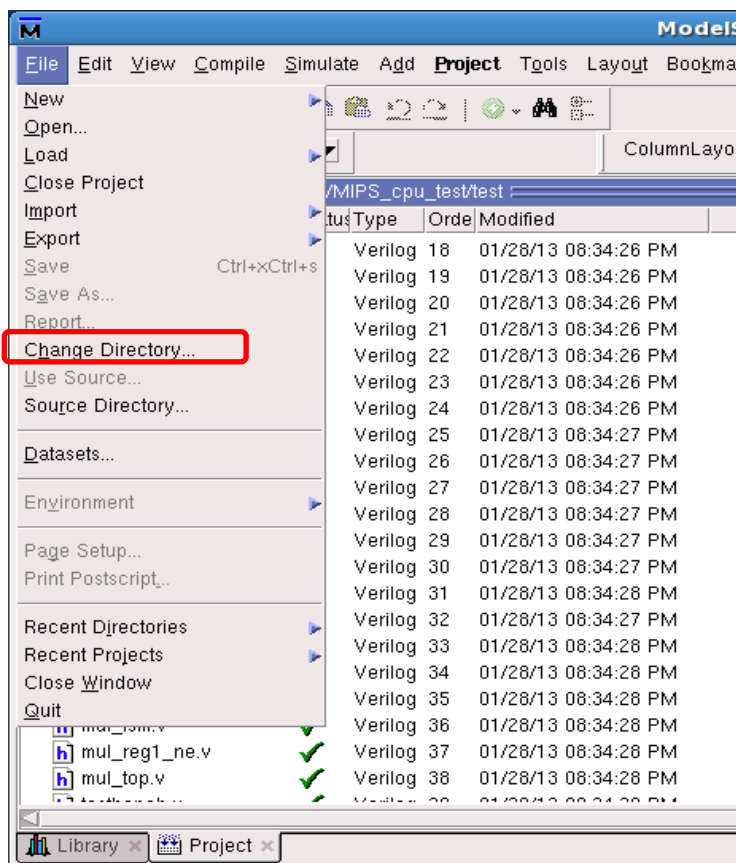 ModelS
File Edit View Compile Simulate Add Project Tools Layout Bookma
New
Open...
Load
ColumnLayo
Close Project
/MIPS_cpu_test/test
Import
tus Type Orde Modified
Export
Verilog 18 01/28/13 08:34:26 PM
Save Ctrl+xCtrl+s
Verilog 19 01/28/13 08:34:26 PM
Save As...
Verilog 20 01/28/13 08:34:26 PM
Report...
Verilog 21 01/28/13 08:34:26 PM
Change Directory...
Verilog 22 01/28/13 08:34:26 PM
Use Source...
Verilog 23 01/28/13 08:34:26 PM
Source Directory...
Verilog 24 01/28/13 08:34:26 PM
Verilog 25 01/28/13 08:34:27 PM
Datasets...
Verilog 26 01/28/13 08:34:27 PM
Verilog 27 01/28/13 08:34:27 PM
Environment
Verilog 28 01/28/13 08:34:27 PM
Verilog 29 01/28/13 08:34:27 PM
Page Setup...
Verilog 30 01/28/13 08:34:27 PM
Print Postscript...
Verilog 31 01/28/13 08:34:28 PM
Verilog 32 01/28/13 08:34:27 PM
Recent Directories
Verilog 33 01/28/13 08:34:28 PM
Recent Projects
Verilog 34 01/28/13 08:34:28 PM
Close Window
Verilog 35 01/28/13 08:34:28 PM
Quit
Verilog 36 01/28/13 08:34:28 PM
mul_reg1_ne.v Verilog 37 01/28/13 08:34:28 PM
mul_top.v Verilog 38 01/28/13 08:34:28 PM
Library Project